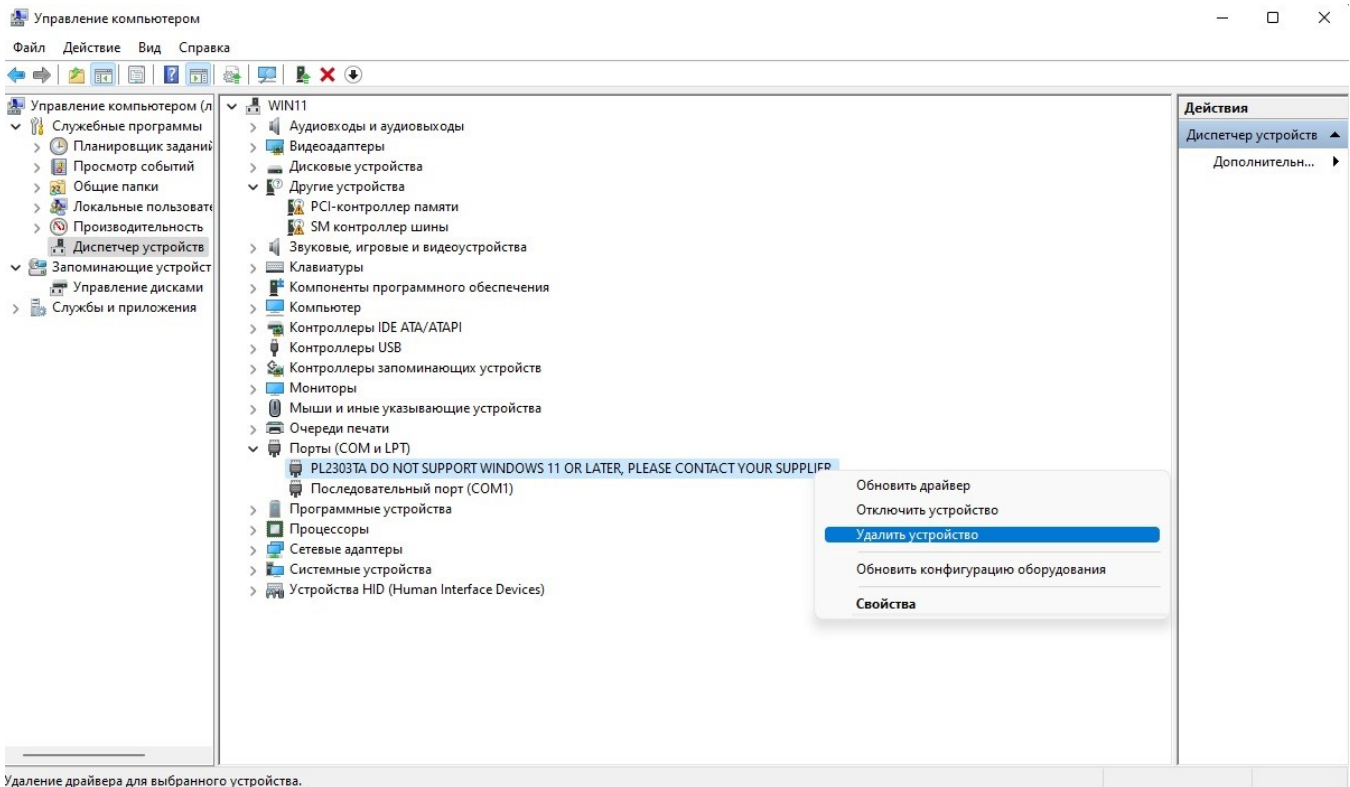 Управление компьютером
Файл Действие Вид Справка
Управление компьютером (л
Служебные программы
Планировщик заданий
Просмотр событий
Общие папки
Локальные пользовате
Производительность
Диспетчер устройств
Запоминающие устройст
Управление дисками
Службы и приложения
WIN11
Аудиовходы и аудиовыходы
Видеоадаптеры
Дисковые устройства
Другие устройства
PCI-контроллер памяти
SM контроллер шины
Звуковые, игровые и видеоустройства
Клавиатуры
Компоненты программного обеспечения
Компьютер
Контроллеры IDE ATA/ATAPI
Контроллеры USB
Контроллеры запоминающих устройств
Мониторы
Мыши и иные указывающие устройства
Очереди печати
Порты (COM и LPT)
PL2303TA DO NOT SUPPORT WINDOWS 11 OR LATER, PLEASE CONTACT YOUR SUPPLIER
Последовательный порт (COM1)
Программные устройства
Процессоры
Сетевые адаптеры
Системные устройства
Устройства HID (Human Interface Devices)
Обновить драйвер
Отключить устройство
Удалить устройство
Обновить конфигурацию оборудования
Свойства
Действия
Диспетчер устройств
Дополнительн...
Удаление драйвера для выбранного устройства.